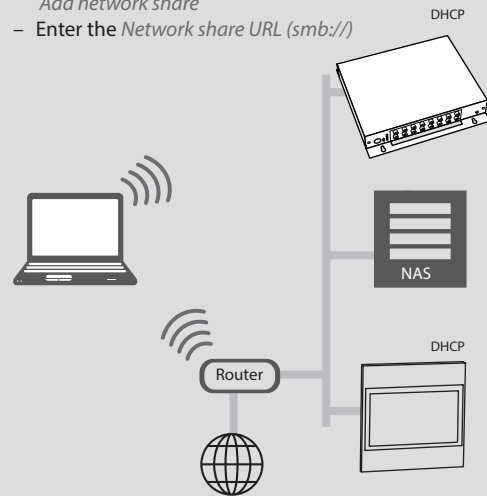 Add network share
– Enter the Network share URL (smb://)
DHCP
NAS
DHCP
Router